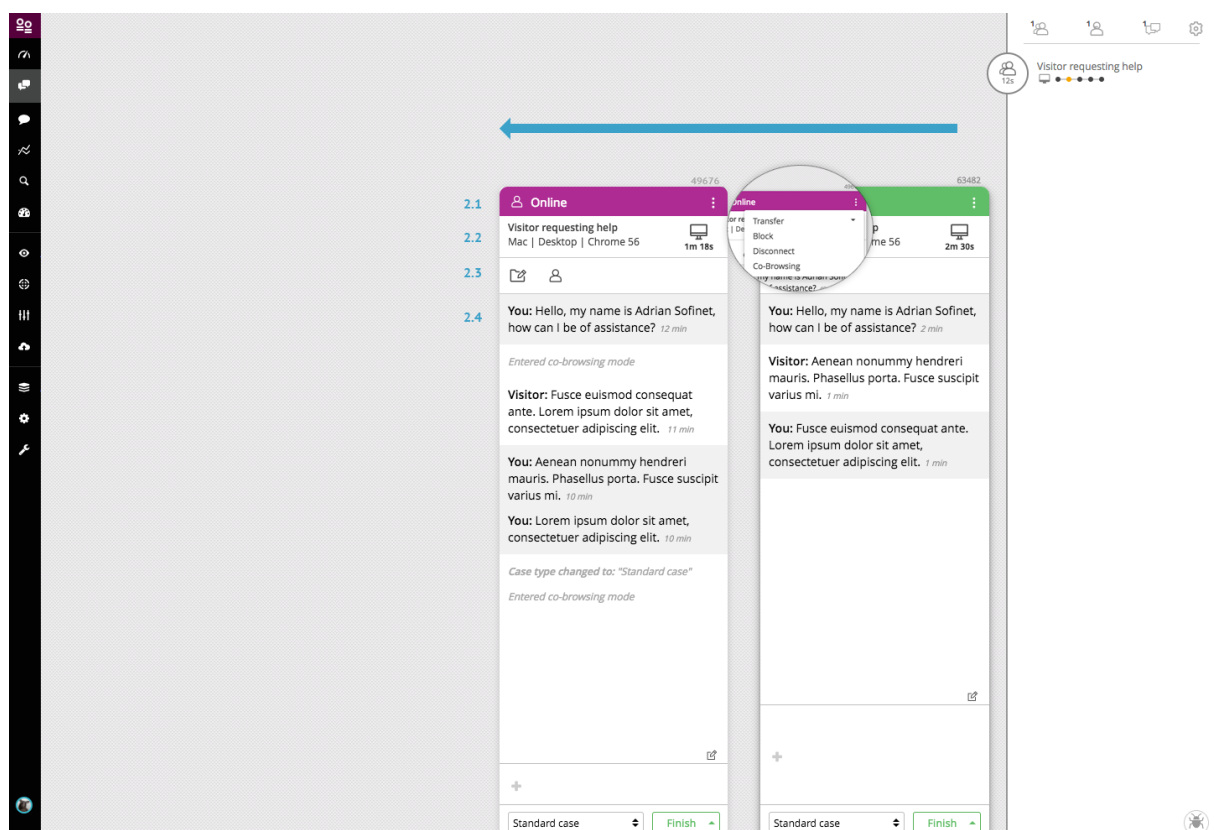 1
1
1
12s
Visitor requesting help
49676
2.1
Online
2.2
Visitor requesting help
Mac | Desktop | Chrome 56
1m 18s
2.3
2.4
You: Hello, my name is Adrian Sofinet,
how can I be of assistance? 12 min
Entered co-browsing mode
Visitor: Fusce euismod consequat
ante. Lorem ipsum dolor sit amet,
consectetuer adipiscing elit. 11 min
You: Aenean nonummy hendreri
mauris. Phasellus porta. Fusce suscipit
varius mi. 10 min
You: Lorem ipsum dolor sit amet,
consectetuer adipiscing elit. 10 min
Case type changed to: "Standard case"
Entered co-browsing mode
Standard case
Finish
Transfer
Block
Disconnect
Co-Browsing
assistance?
63482
me 56
2m 30s
You: Hello, my name is Adrian Sofinet,
how can I be of assistance? 2 min
Visitor: Aenean nonummy hendreri
mauris. Phasellus porta. Fusce suscipit
varius mi. 1 min
You: Fusce euismod consequat ante.
Lorem ipsum dolor sit amet,
consectetuer adipiscing elit. 1 min
Standard case
Finish